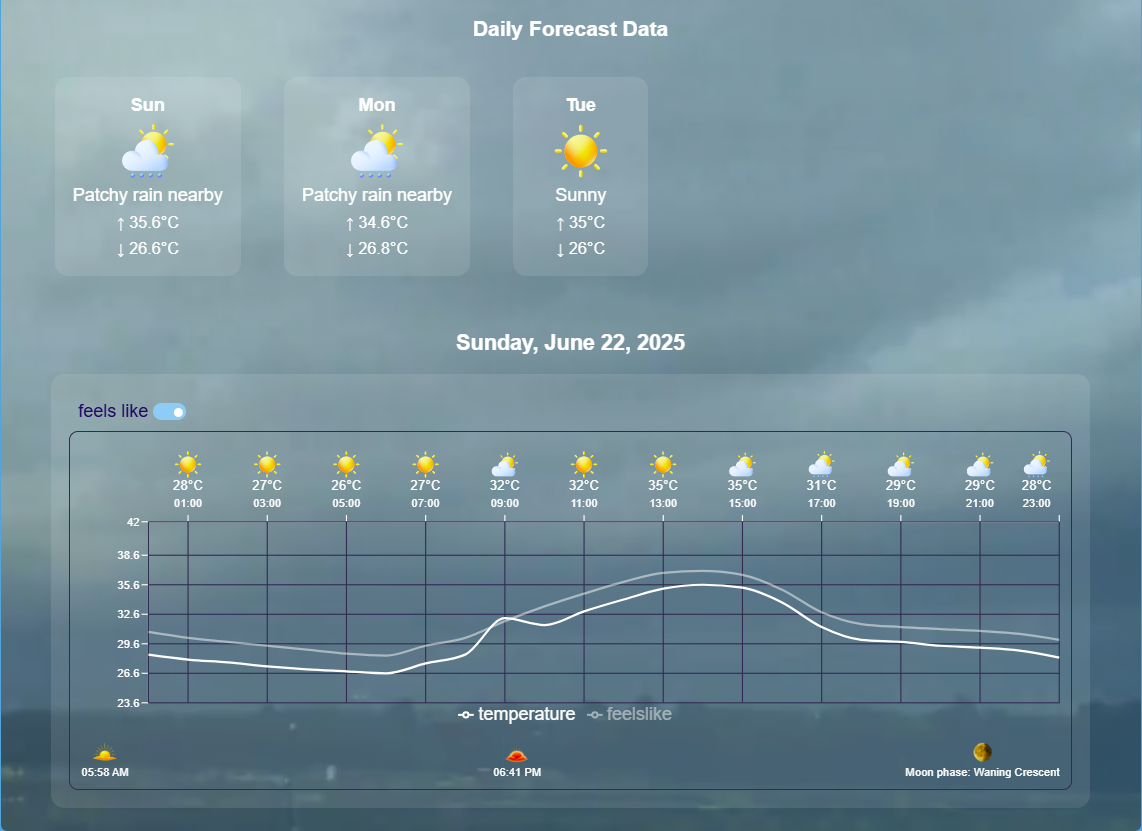 Daily Forecast Data
Sun Mon Tue
Patchy rain nearby Patchy rain nearby Sunny
↑ 35.6°C ↑ 34.6°C ↑ 35°C
↓ 26.6°C ↓ 26.8°C ↓ 26°C
Sunday, June 22, 2025
feels like
28°C 27°C 26°C 27°C 32°C 32°C 35°C 35°C 31°C 29°C 29°C 28°C
01:00 03:00 05:00 07:00 09:00 11:00 13:00 15:00 17:00 19:00 21:00 23:00
42
38.6
35.6
32.6
29.6
26.6
23.6
temperature feelslike
05:58 AM 06:41 PM Moon phase: Waning Crescent